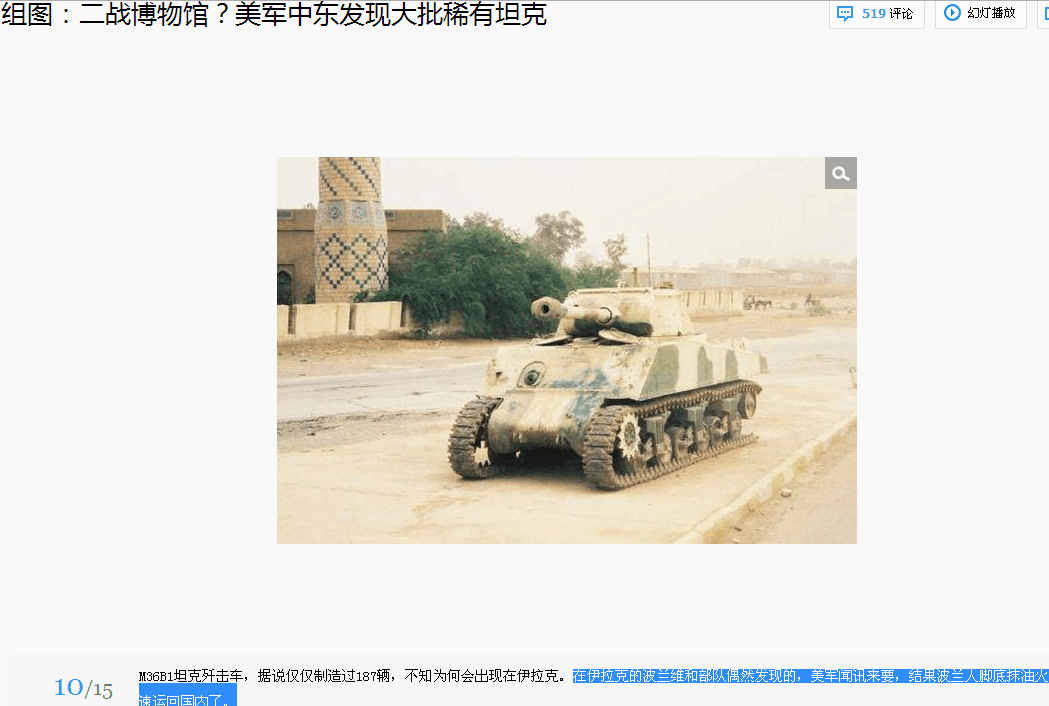 组图：二战博物馆？美军中东发现大批稀有坦克
519 评论
幻灯播放
10/15
M36B1坦克歼击车，据说仅仅制造过187辆，不知为何会出现在伊拉克。在伊拉克的波兰维和部队偶然发现的，美军闻讯来要，结果波兰人脚底抹油火
速运回国内了。